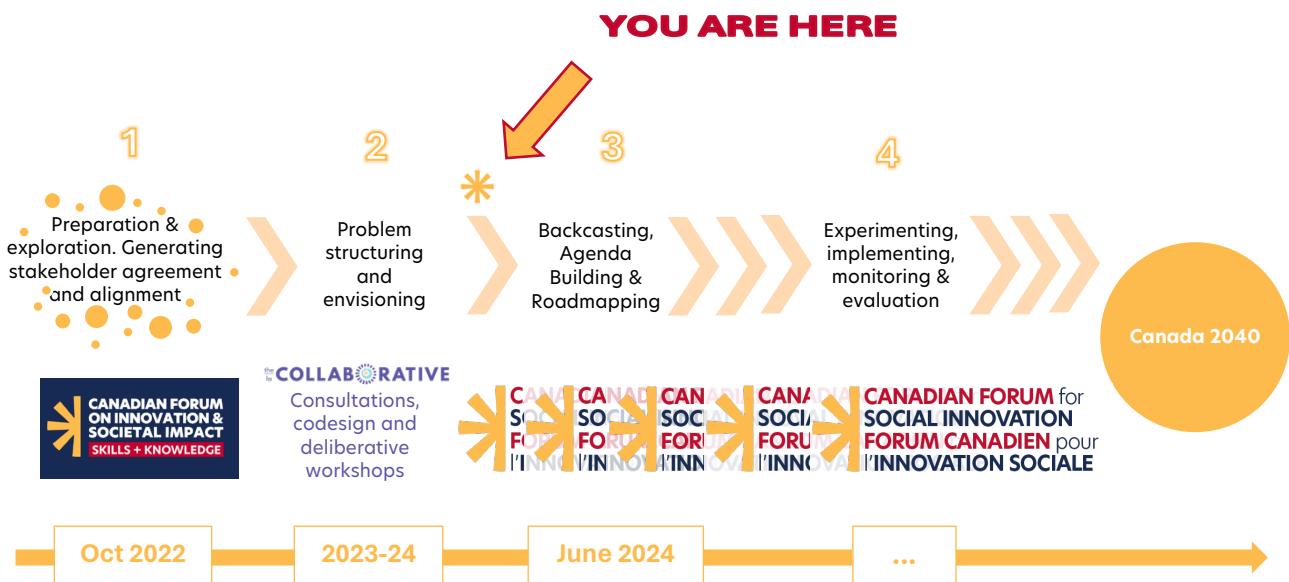 YOU ARE HERE
1
2
3
4
Preparation &
exploration. Generating
stakeholder agreement
and alignment
Problem
structuring
and
envisioning
Backcasting,
Agenda
Building &
Roadmapping
Experimenting,
implementing,
monitoring &
evaluation
Canada 2040
CANADIAN FORUM
ON INNOVATION &
SOCIETAL IMPACT
SKILLS + KNOWLEDGE
the
la
COLLABORATIVE
Consultations,
codesign and
deliberative
workshops
CANADIAN FORUM for
SOCIAL INNOVATION
FORUM CANADIEN pour
l'INNOVATION SOCIALE
Oct 2022
2023-24
June 2024
...